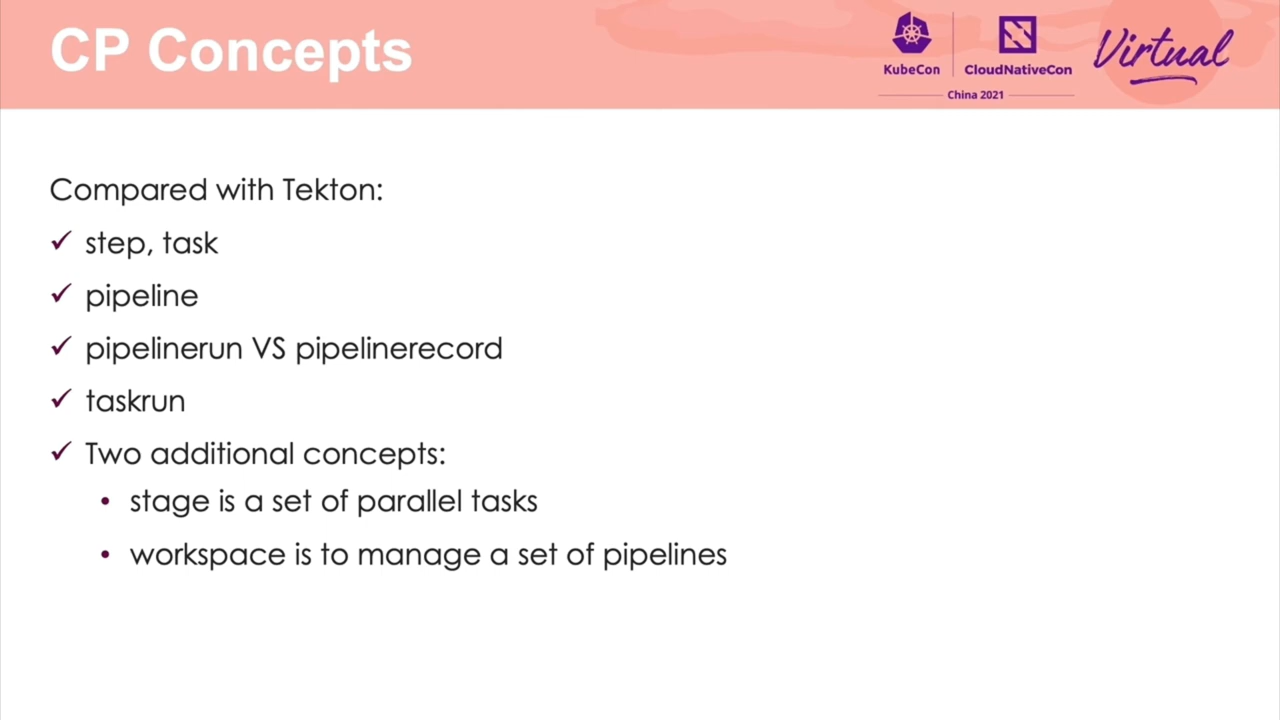 CP Concepts
KubeCon
CloudNativeCon
China 2021
Virtual
Compared with Tekton:
✓ step, task
✓ pipeline
✓ pipelinerun VS pipelinerecord
✓ taskrun
✓ Two additional concepts:
• stage is a set of parallel tasks
• workspace is to manage a set of pipelines